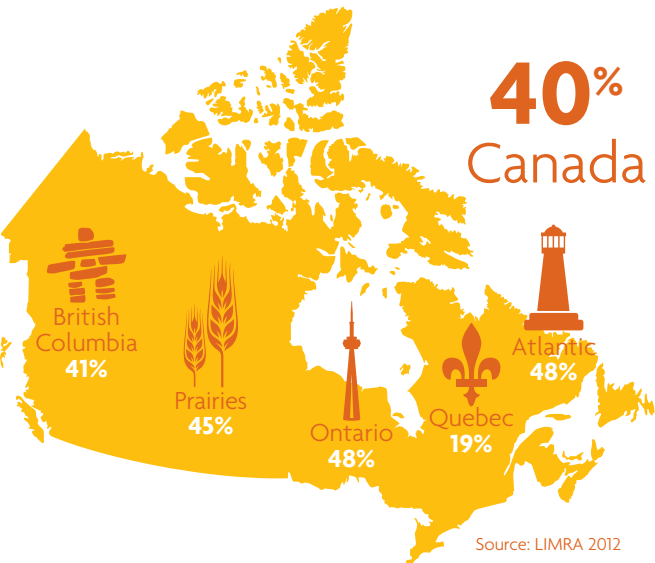 40%
Canada
British
Columbia
41%
Prairies
45%
Ontario
48%
Quebec
19%
Atlantic
48%
Source: LIMRA 2012